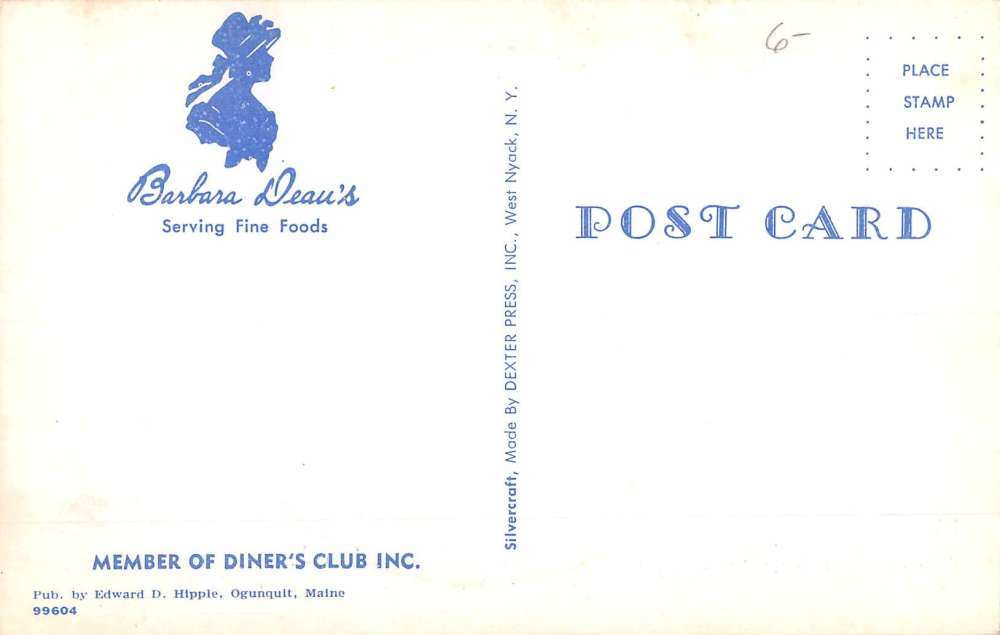 Barbara Dean's
Serving Fine Foods
MEMBER OF DINER'S CLUB INC.
Pub. by Edward D. Hipple, Ogunquit, Maine
99604
Silvercraft, Made By DEXTER PRESS, INC., West Nyack, N. Y.
6-
PLACE
STAMP
HERE
POST CARD